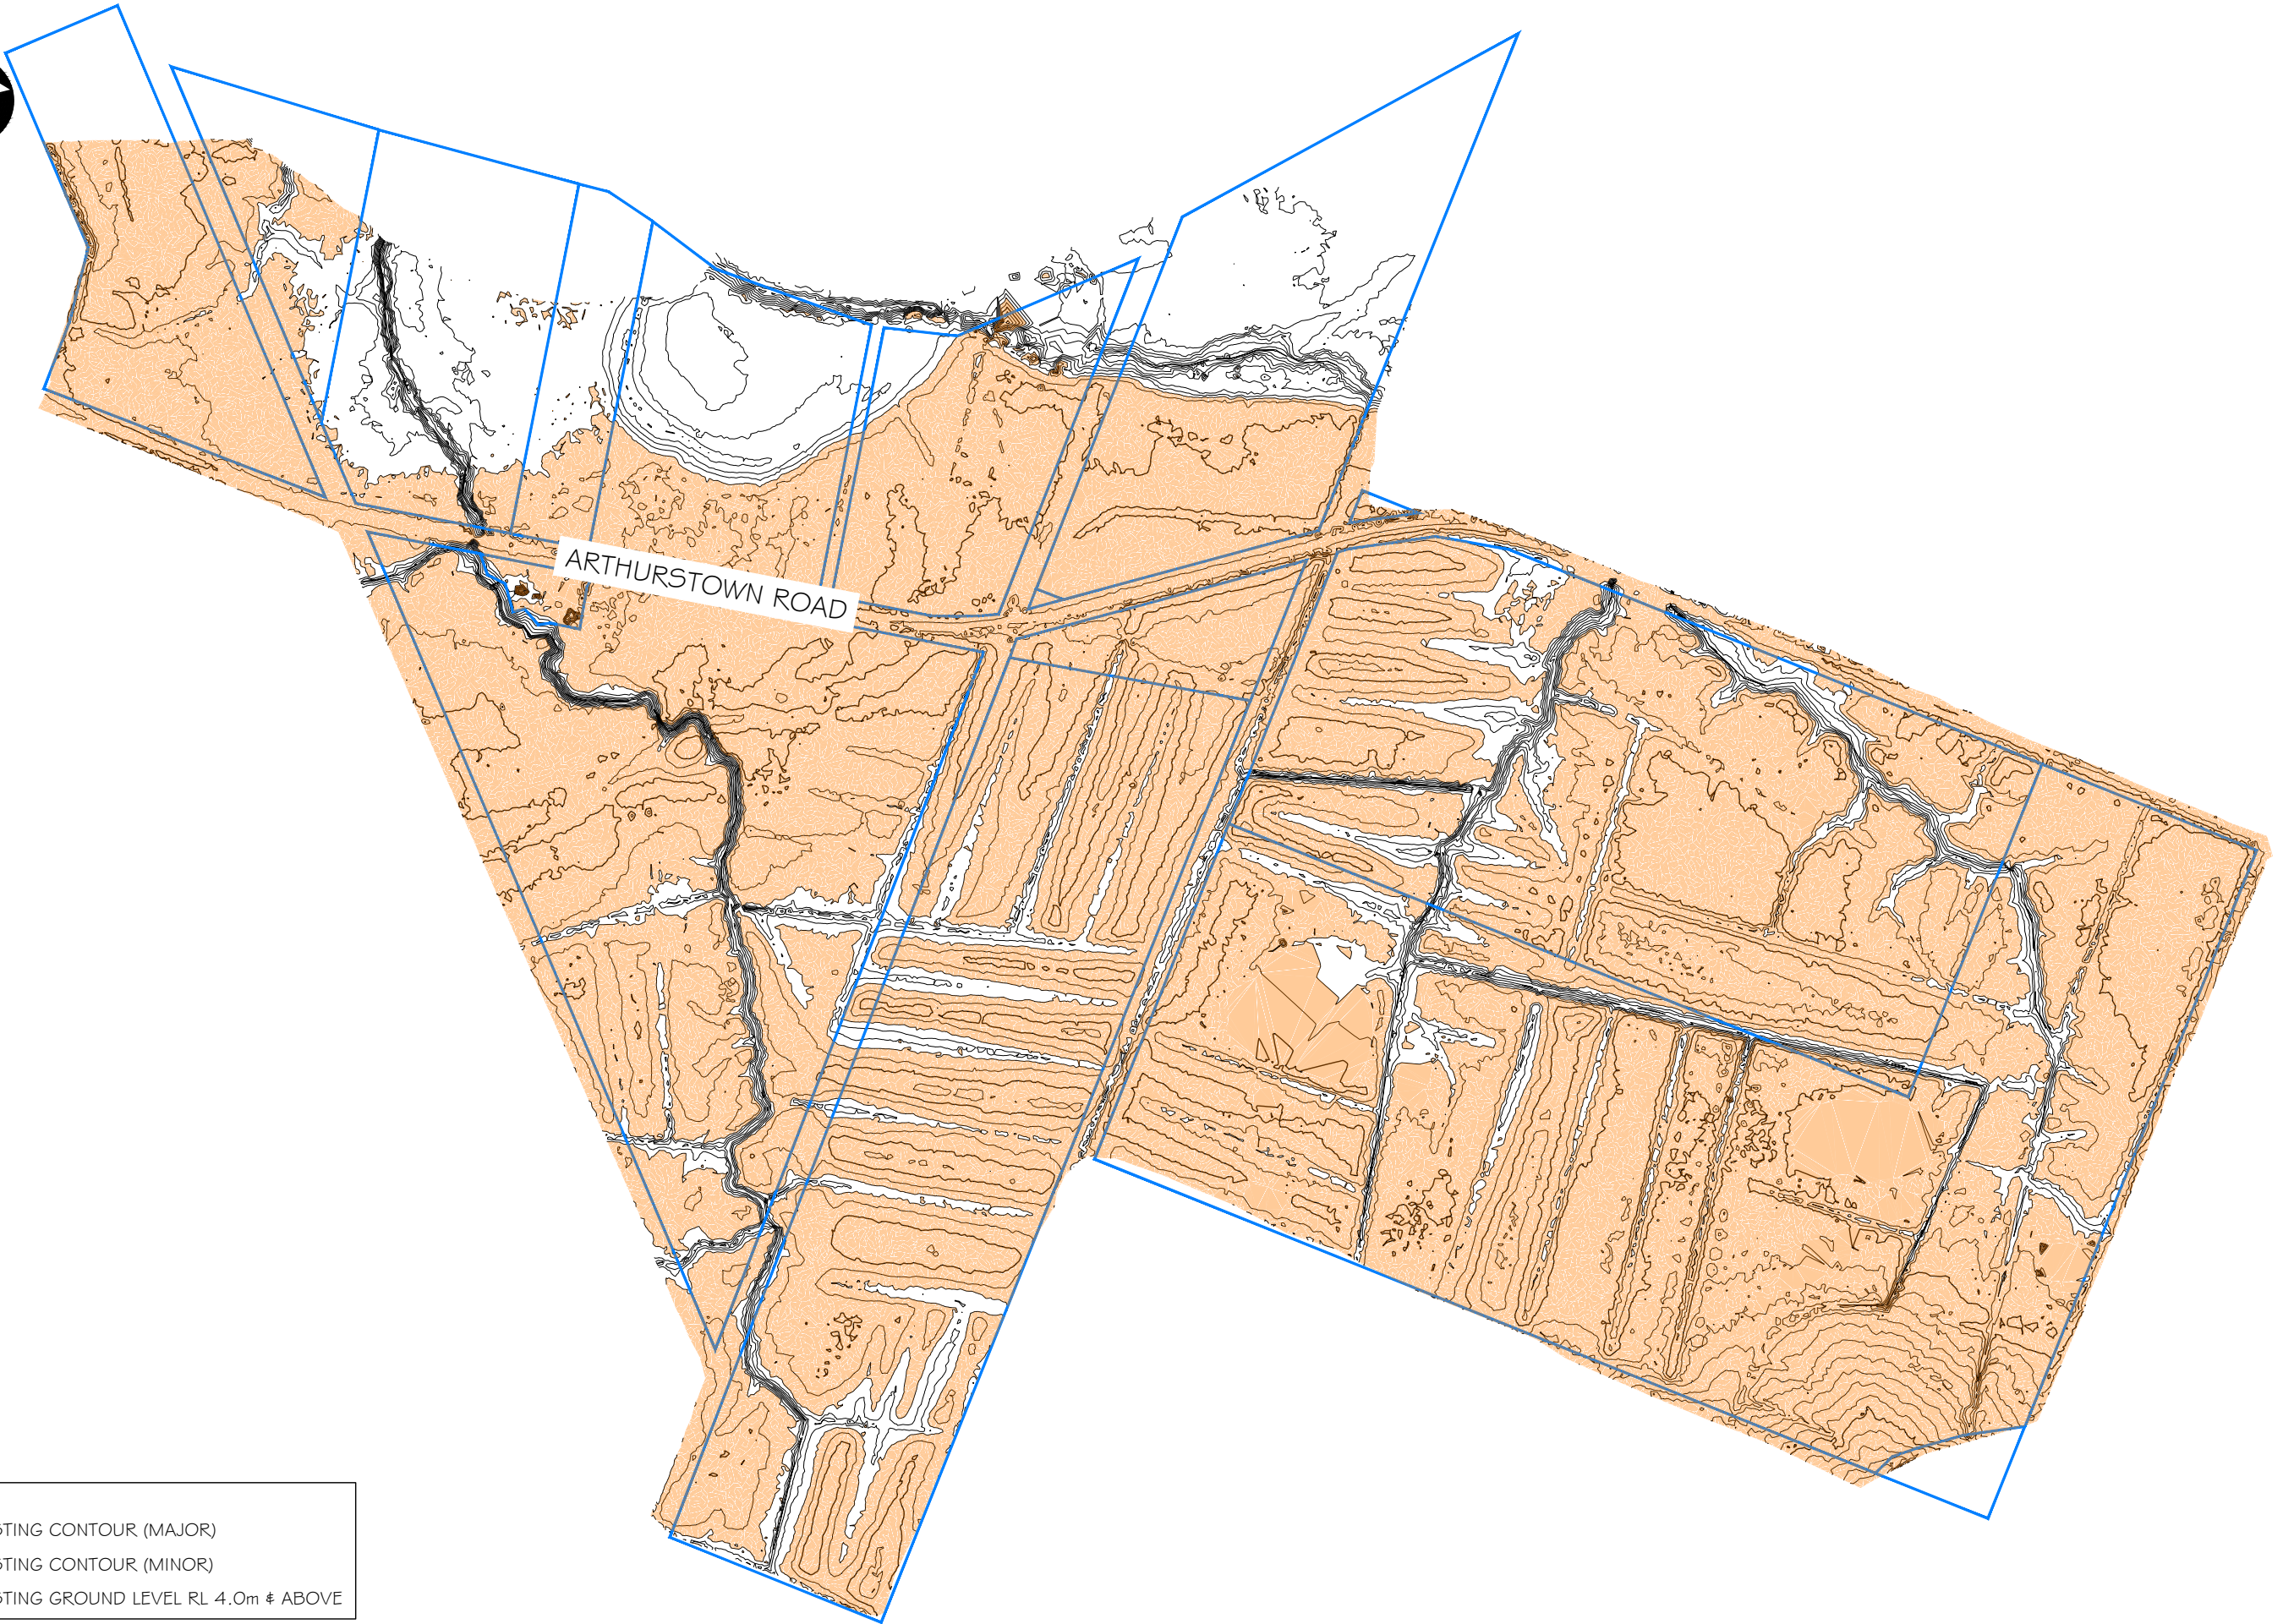 ARTHURSTOWN ROAD
STING CONTOUR (MAJOR)
STING CONTOUR (MINOR)
STING GROUND LEVEL RL 4.0m & ABOVE